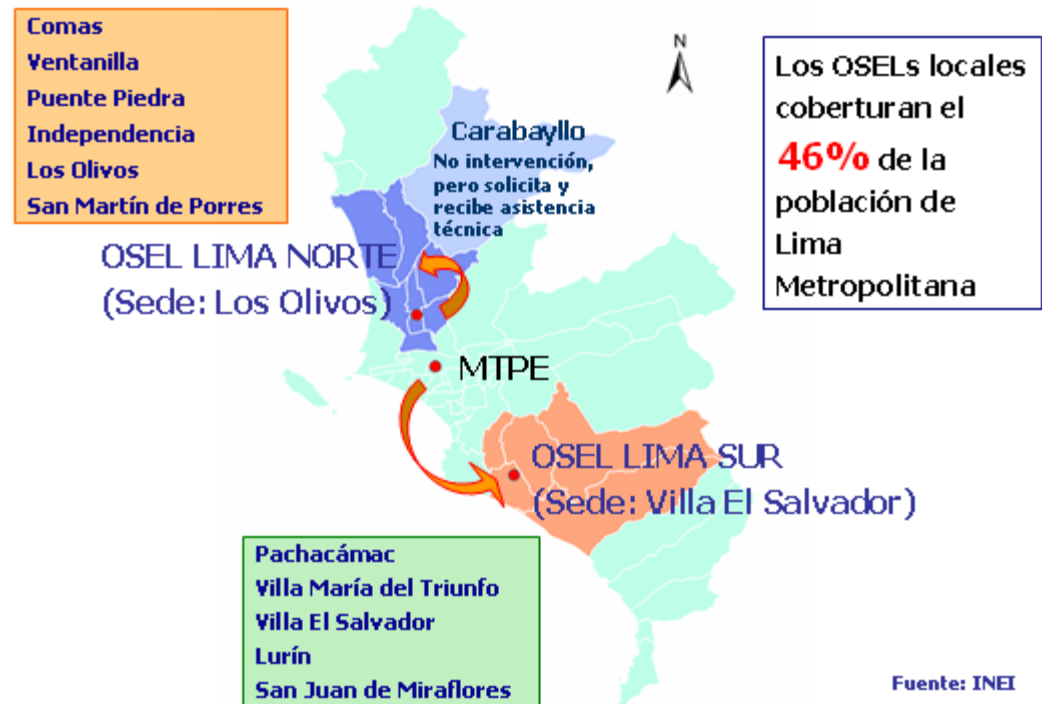 Comas
Ventanilla
Puente Piedra
Independencia
Los Olivos
San Martín de Porres
N
Los OSELs locales
coberturan el
46% de la
población de
Lima
Metropolitana
Carabayllo
No intervención,
pero solicita y
recibe asistencia
técnica
OSEL LIMA NORTE
(Sede: Los Olivos)
MTPE
OSEL LIMA SUR
(Sede: Villa El Salvador)
Pachacámac
Villa María del Triunfo
Villa El Salvador
Lurín
San Juan de Miraflores
Fuente: INEI